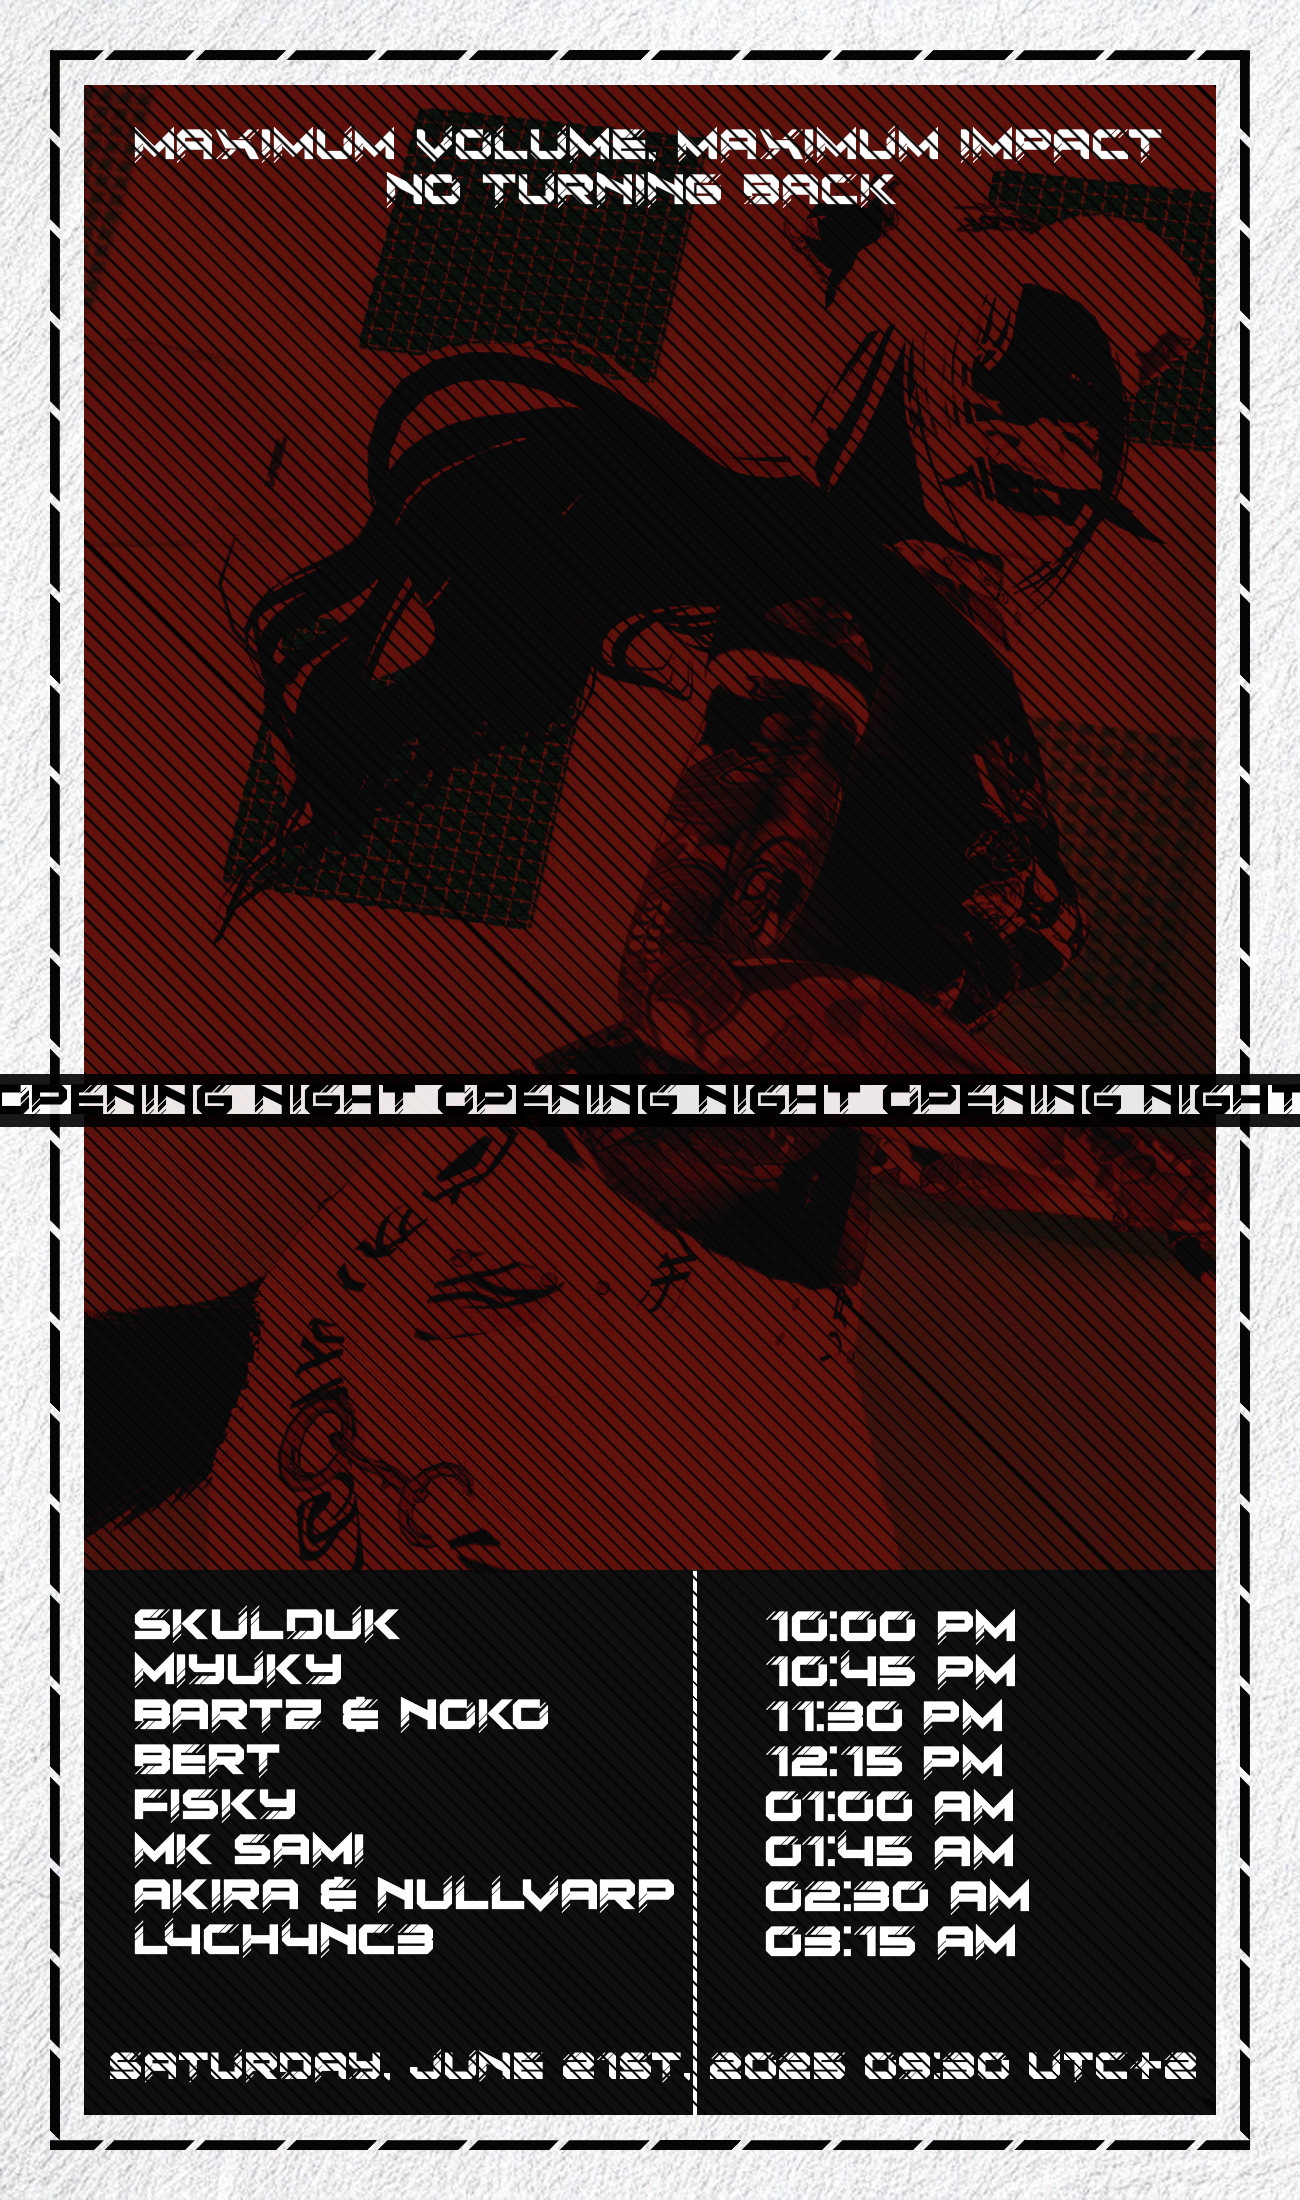 MAXIMUM VOLUME, MAXIMUM IMPACT
NO TURNING BACK
OPENING NIGHT OPENING NIGHT OPENING NIGHT
SKULDUK 10:00 PM
MIYUKY 10:45 PM
BARTZ & NOKO 11:30 PM
BERT 12:15 PM
FISKY 01:00 AM
MK SAMI 01:45 AM
AKIRA & NULLVARP 02:30 AM
L4CH4NC3 03:15 AM
SATURDAY, JUNE 21ST, 2025 09:30 UTC+2